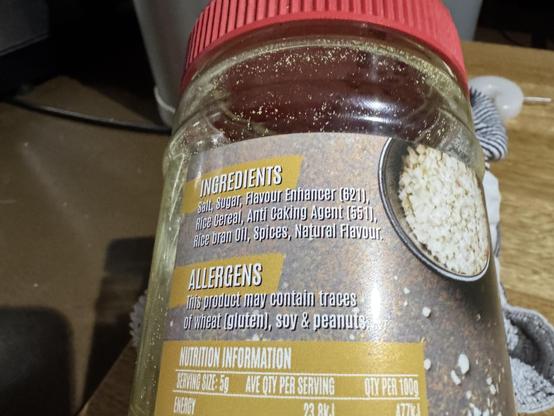 INGREDIENTS
Salt, Sugar, Flavour Enhancer (621),
Rice Cereal, Anti Caking Agent (551),
Rice bran Oil, Spices, Natural Flavour.
ALLERGENS
This product may contain traces
of wheat (gluten), soy & peanuts.
NUTRITION INFORMATION
SERVING SIZE: 5g AVE QTY PER SERVING QTY PER 100g
ENERGY 23.8kJ 477kJ